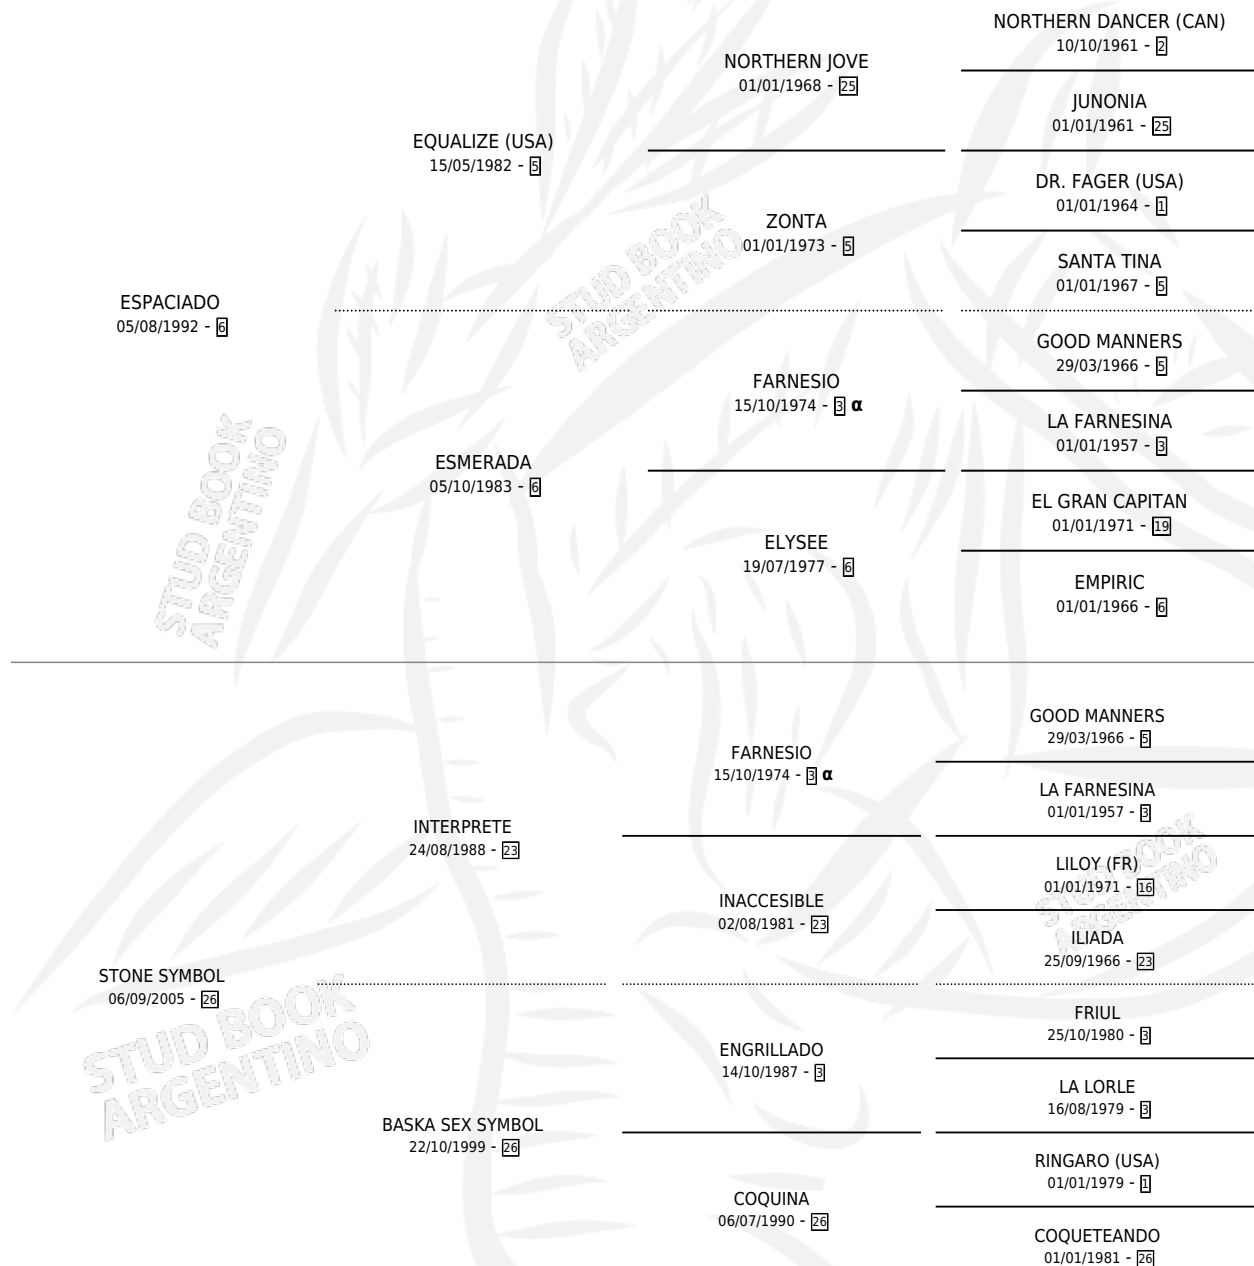 NORTHERN DANCER (CAN)
10/10/1961 - 2
NORTHERN JOVE
01/01/1968 - 25
JUNONIA
01/01/1961 - 25
EQUALIZE (USA)
15/05/1982 - 5
DR. FAGER (USA)
01/01/1964 - 1
ZONTA
01/01/1973 - 5
SANTA TINA
01/01/1967 - 5
STUD BOOK
ARGENTINO
ESPACIADO
05/08/1992 - 6
GOOD MANNERS
29/03/1966 - 5
FARNESIO
15/10/1974 - 3 α
LA FARNESINA
01/01/1957 - 3
ESMERADA
05/10/1983 - 6
EL GRAN CAPITAN
01/01/1971 - 19
ELYSEE
19/07/1977 - 6
EMPIRIC
01/01/1966 - 6
STUD BOOK
ARGENTINO
GOOD MANNERS
29/03/1966 - 5
FARNESIO
15/10/1974 - 3 α
LA FARNESINA
01/01/1957 - 3
INTERPRETE
24/08/1988 - 23
LILOY (FR)
01/01/1971 - 16
STUD BOOK
ARGENTINO
INACCESIBLE
02/08/1981 - 23
ILIADA
25/09/1966 - 23
STONE SYMBOL
06/09/2005 - 26
FRIUL
25/10/1980 - 3
ENGRILLADO
14/10/1987 - 3
STUD BOOK
ARGENTINO
LA LORLE
16/08/1979 - 3
BASKA SEX SYMBOL
22/10/1999 - 26
RINGARO (USA)
01/01/1979 - 1
COQUINA
06/07/1990 - 26
COQUETEANDO
01/01/1981 - 26